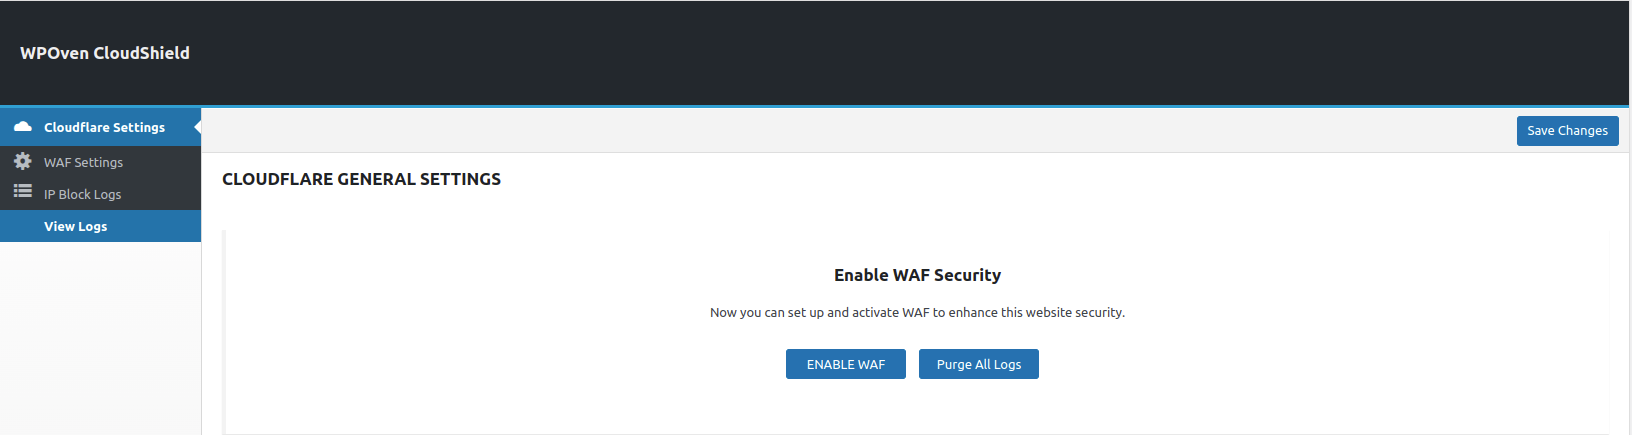 WPOven CloudShield
Cloudflare Settings
WAF Settings
IP Block Logs
View Logs
Save Changes
CLOUDFLARE GENERAL SETTINGS
Enable WAF Security
Now you can set up and activate WAF to enhance this website security.
ENABLE WAF
Purge All Logs